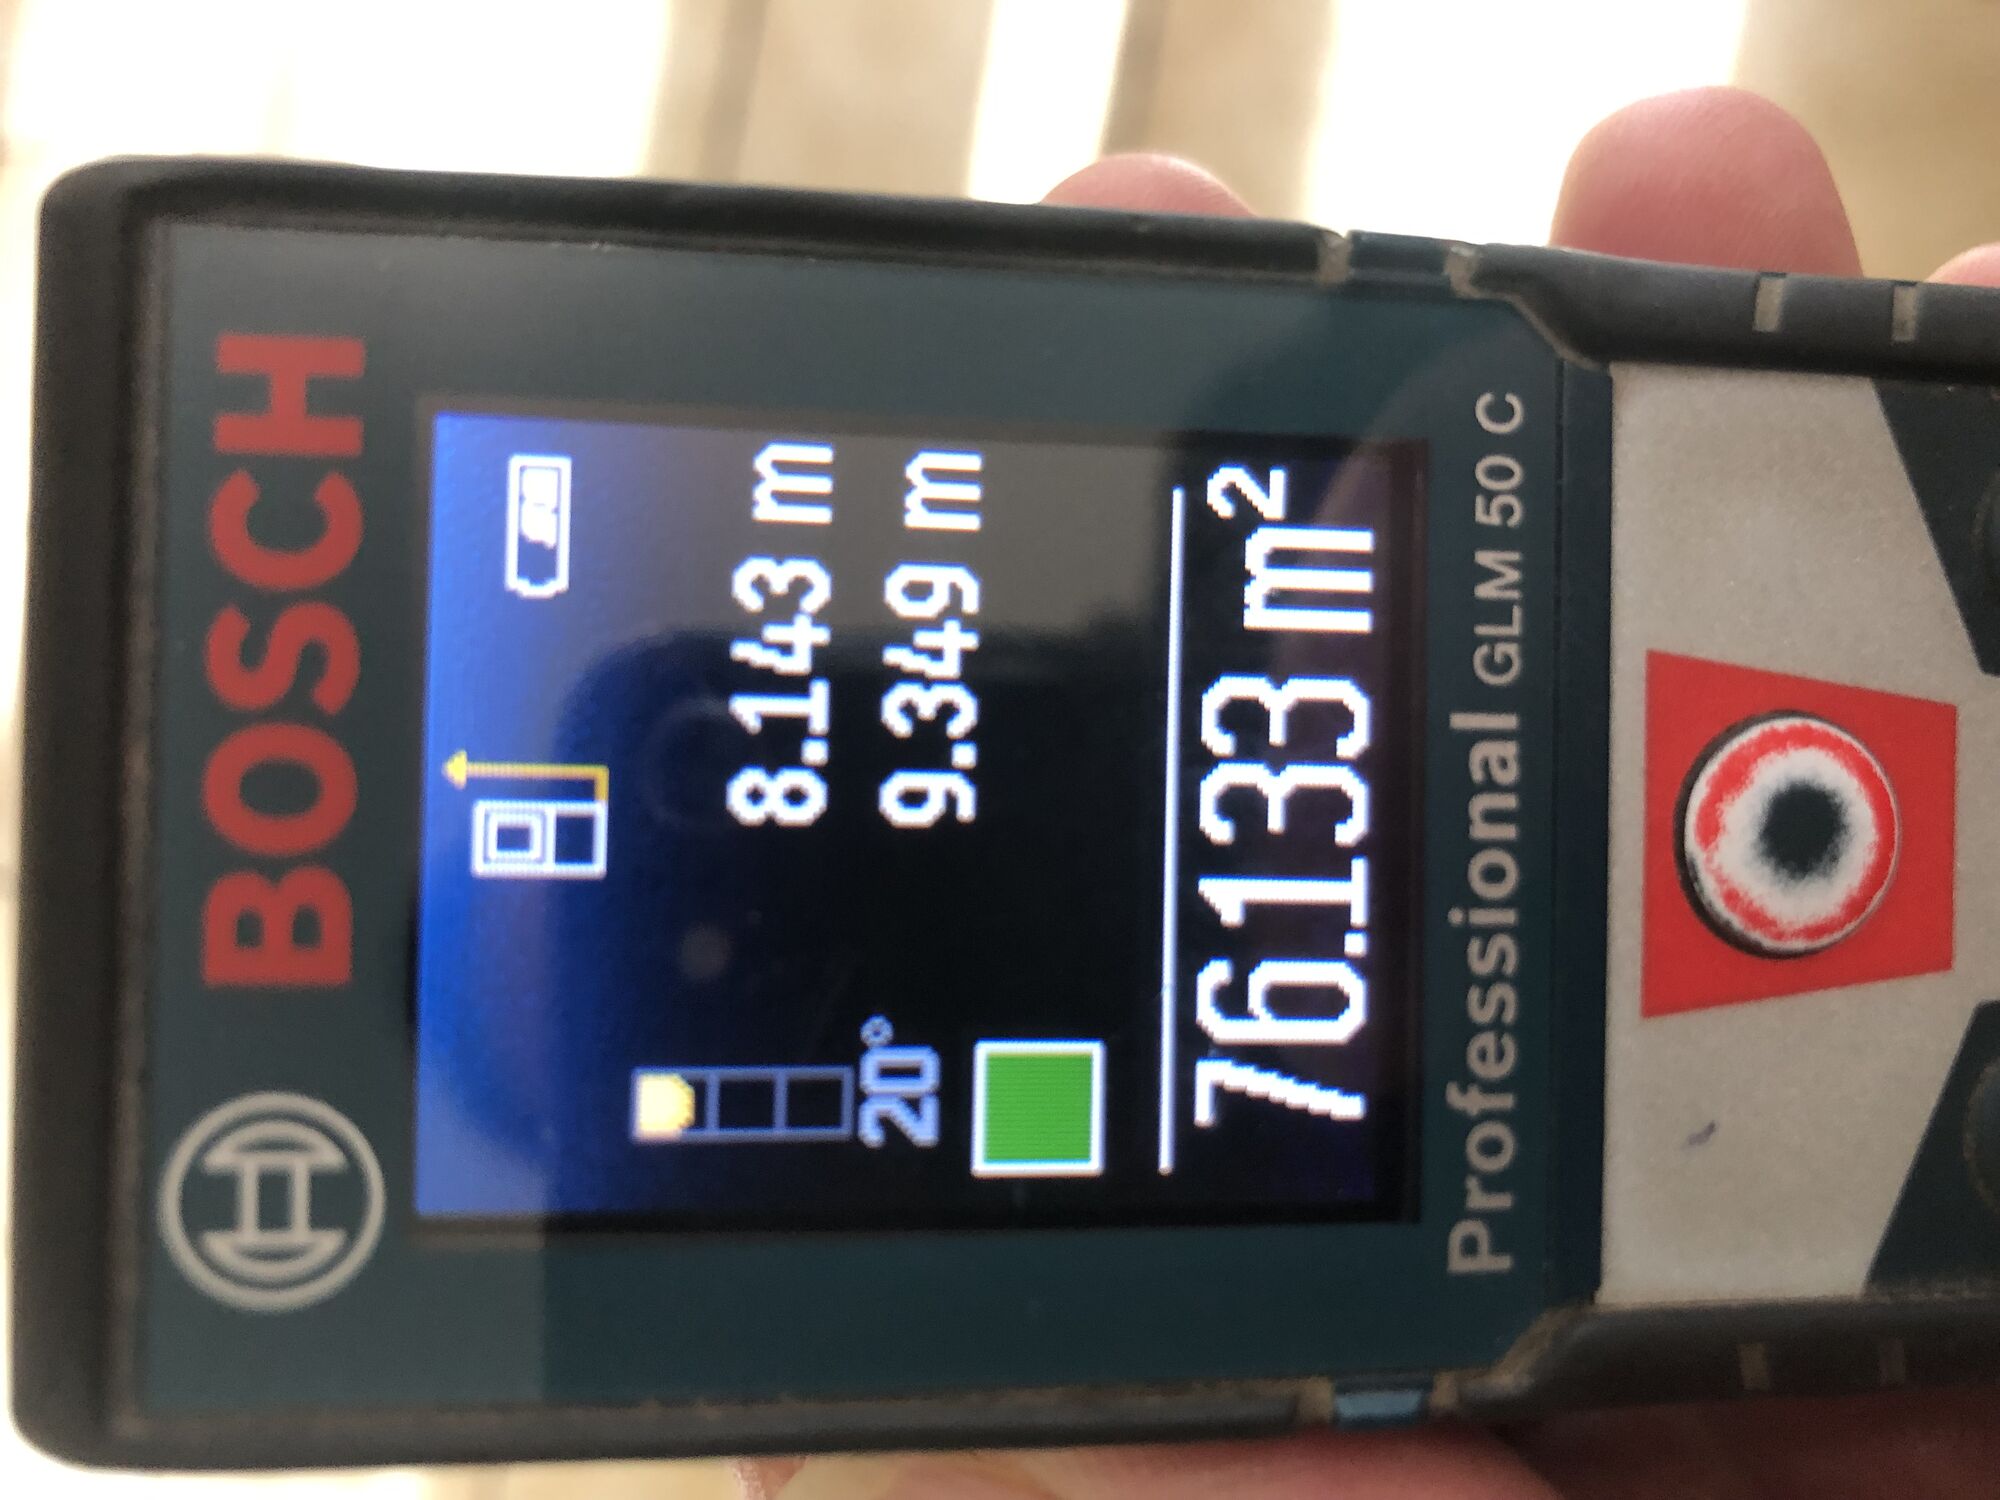 BOSCH
8.143 m
9.349 m
20°
76.133 m²
Professional GLM 50 C